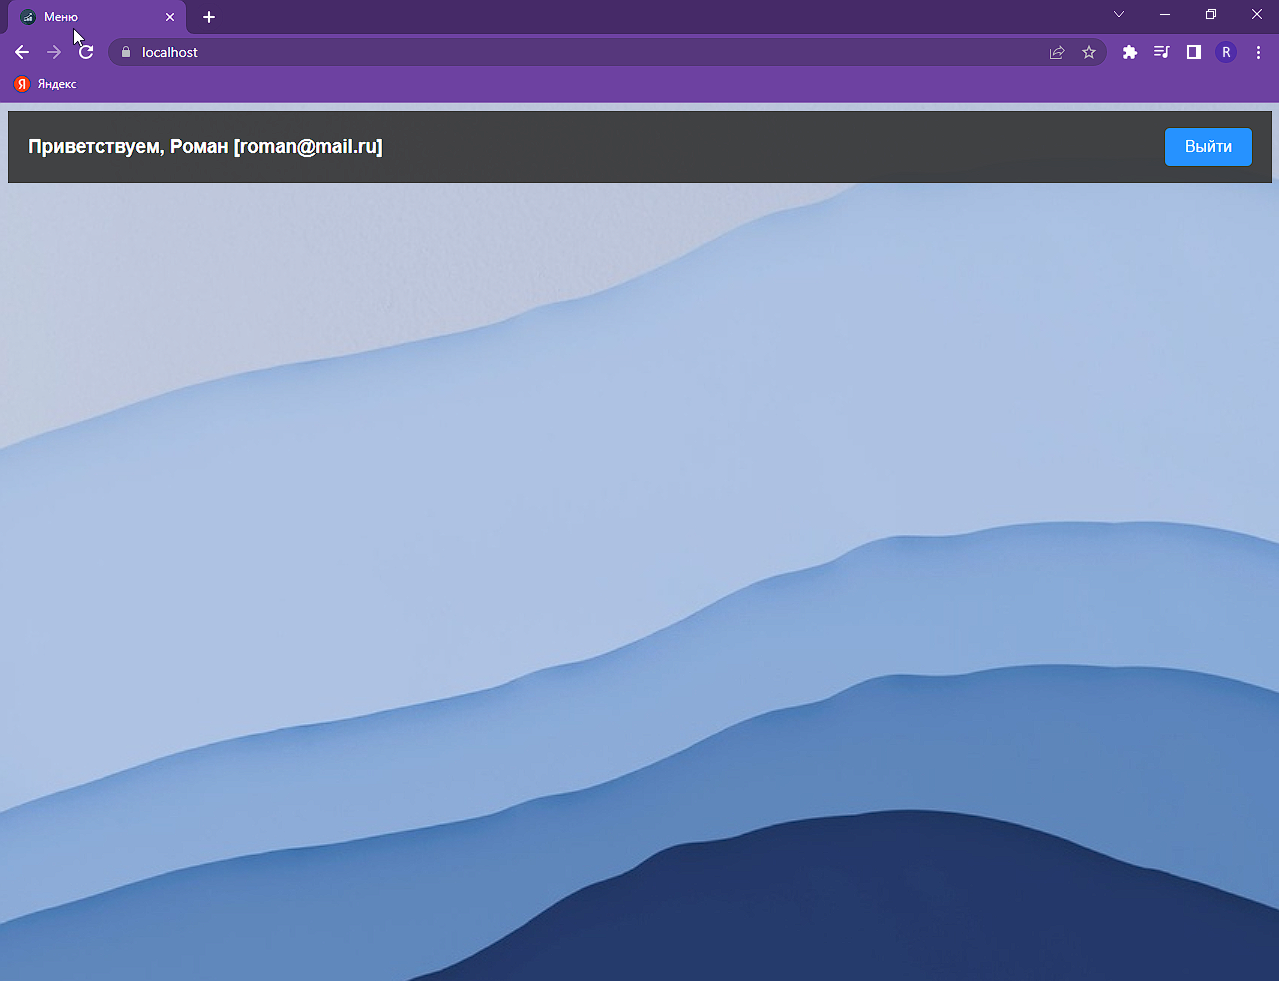 Меню
localhost
R
Я Яндекс
Приветствуем, Роман [roman@mail.ru]
Выйти